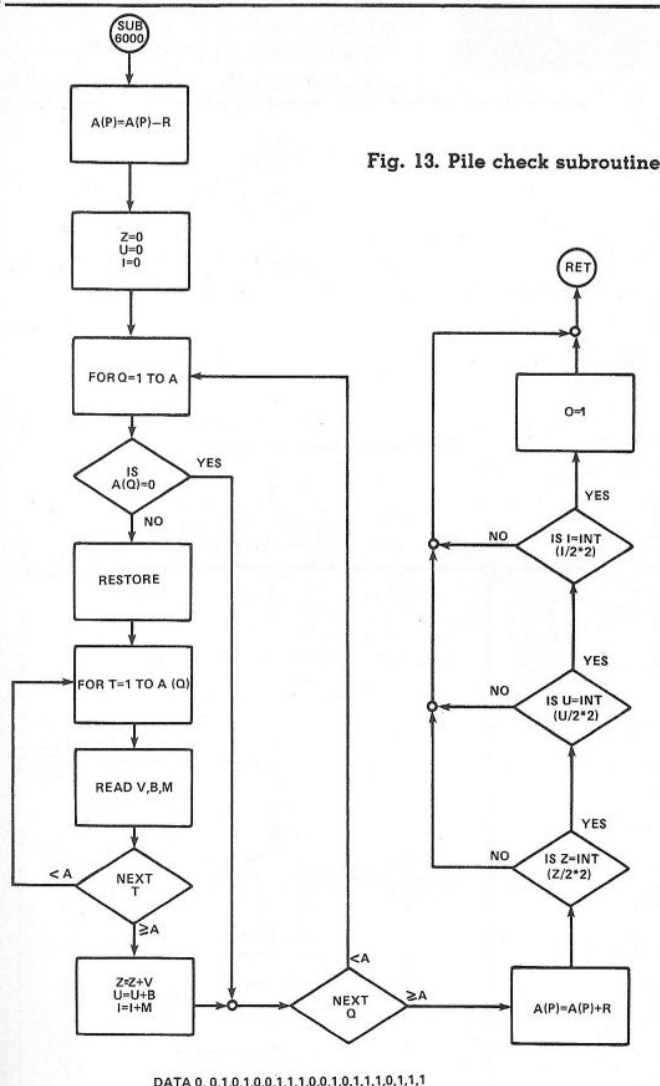 SUB
6000
A(P)=A(P)–R
Fig. 13. Pile check subroutine
Z=0
U=0
I=0
FOR Q=1 TO A
IS
A(Q)=0
YES
NO
RESTORE
FOR T=1 TO A (Q)
READ V,B,M
NEXT
T
<A
≥A
Z=Z+V
U=U+B
I=I+M
NEXT
Q
<A
≥A
A(P)=A(P)+R
IS Z=INT
(Z/2*2)
NO
YES
IS U=INT
(U/2*2)
NO
YES
IS I=INT
(I/2*2)
NO
YES
O=1
RET
DATA 0, 0,1,0,1,0,0,1,1,1,0,0,1,0,1,1,1,0,1,1,1